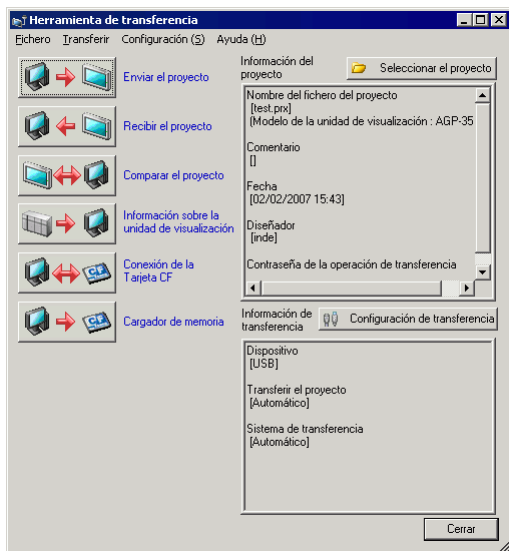 Herramienta de transferencia
Fichero Transferir Configuración (S) Ayuda (H)
Enviar el proyecto
Recibir el proyecto
Comparar el proyecto
Información sobre la
unidad de visualización
Conexión de la
Tarjeta CF
Cargador de memoria
Información del
proyecto
Seleccionar el proyecto
Nombre del fichero del proyecto
[test.prx]
(Modelo de la unidad de visualización : AGP-35
Comentario
[]
Fecha
[02/02/2007 15:43]
Diseñador
[inde]
Contraseña de la operación de transferencia
Información de
transferencia
Configuración de transferencia
Dispositivo
[USB]
Transferir el proyecto
[Automático]
Sistema de transferencia
[Automático]
Cerrar